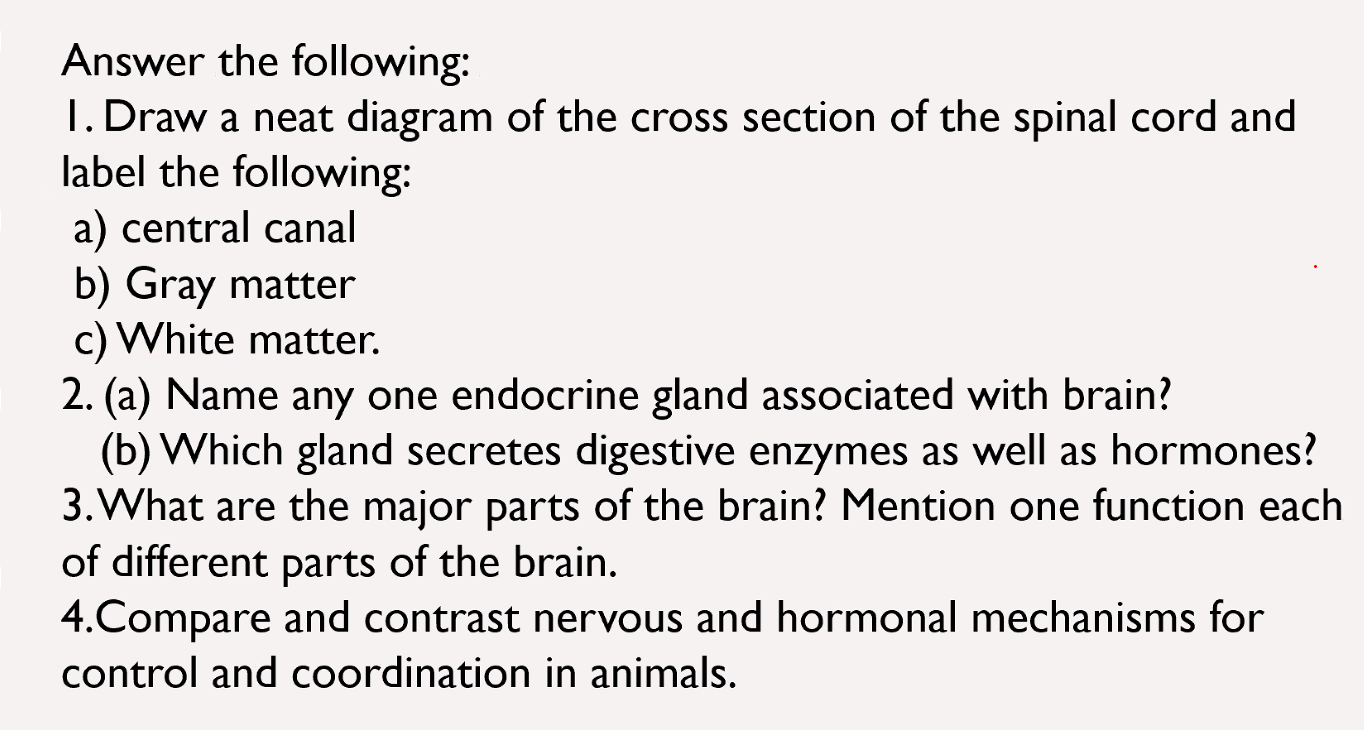 Answer the following:
1. Draw a neat diagram of the cross section of the spinal cord and
label the following:
a) central canal
b) Gray matter
c) White matter.
2. (a) Name any one endocrine gland associated with brain?
(b) Which gland secretes digestive enzymes as well as hormones?
3.What are the major parts of the brain? Mention one function each
of different parts of the brain.
4.Compare and contrast nervous and hormonal mechanisms for
control and coordination in animals.